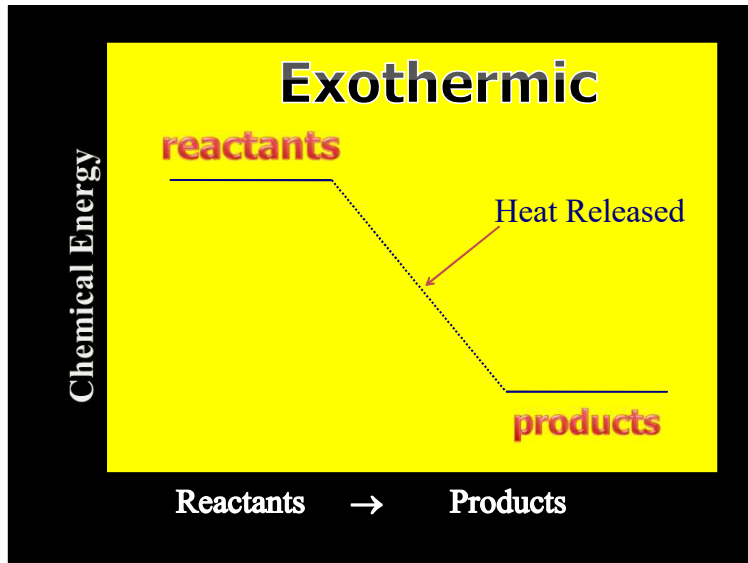 Exothermic
reactants
Heat Released
Chemical Energy
products
Reactants → Products